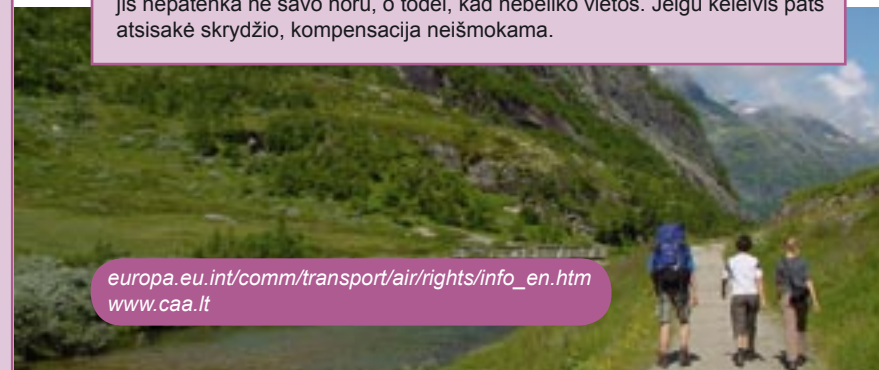 jis nepatenka ne savo noru, o todėl, kad nebeliko vietos. Jeigu keleivis pats
atsisakė skrydžio, kompensacija neišmokama.
europa.eu.int/comm/transport/air/rights/info_en.htm
www.caa.lt